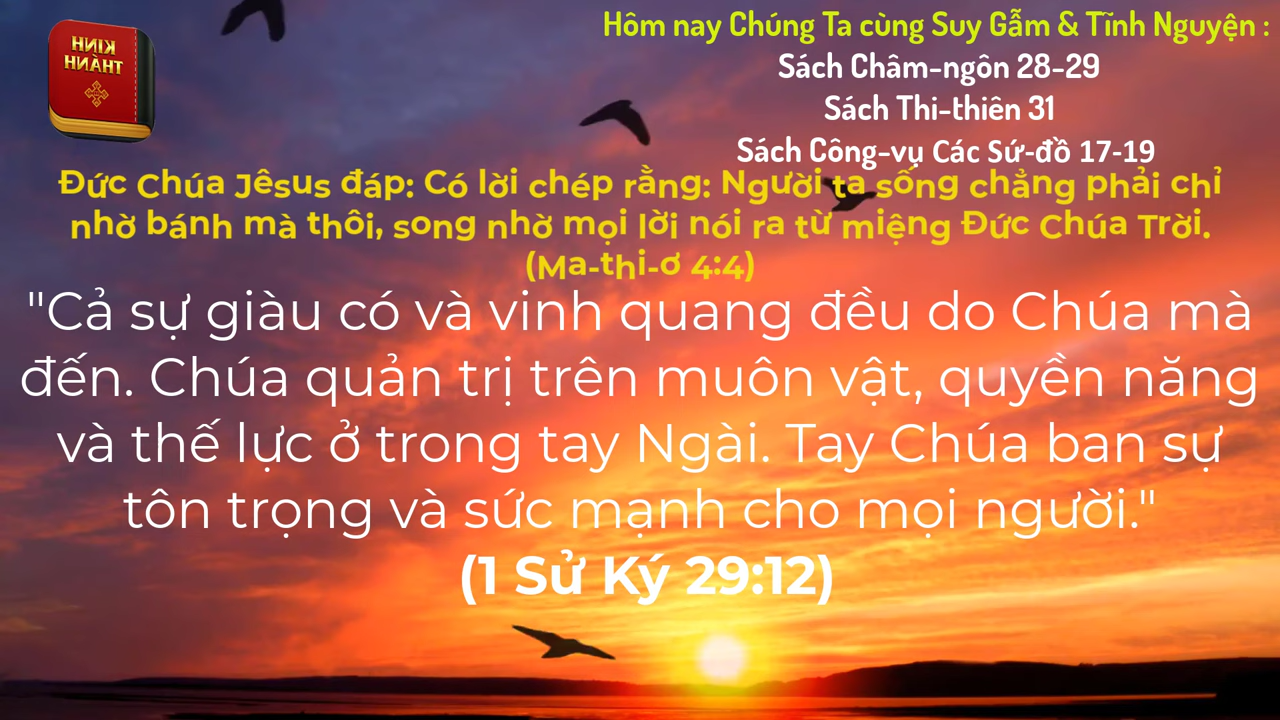 KINH
THÁNH
Hôm nay Chúng Ta cùng Suy Gẫm & Tĩnh Nguyện :
Sách Châm-ngôn 28-29
Sách Thi-thiên 31
Sách Công-vụ Các Sứ-đồ 17-19
Đức Chúa Jêsus đáp: Có lời chép rằng: Người ta sống chẳng phải chỉ
nhờ bánh mà thôi, song nhờ mọi lời nói ra từ miệng Đức Chúa Trời.
(Ma-thi-ơ 4:4)
"Cả sự giàu có và vinh quang đều do Chúa mà
đến. Chúa quản trị trên muôn vật, quyền năng
và thế lực ở trong tay Ngài. Tay Chúa ban sự
tôn trọng và sức mạnh cho mọi người."
(1 Sử Ký 29:12)